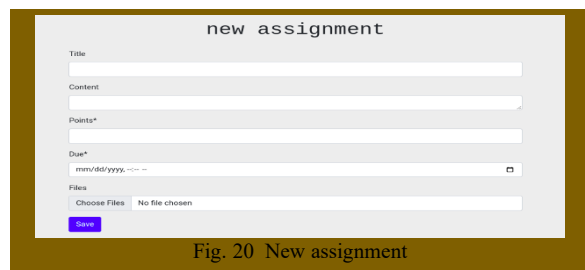 new assignment
Title
Content
Points*
Due*
mm/dd/yyyy, --:-- --
Files
Choose Files No file chosen
Save
Fig. 20 New assignment